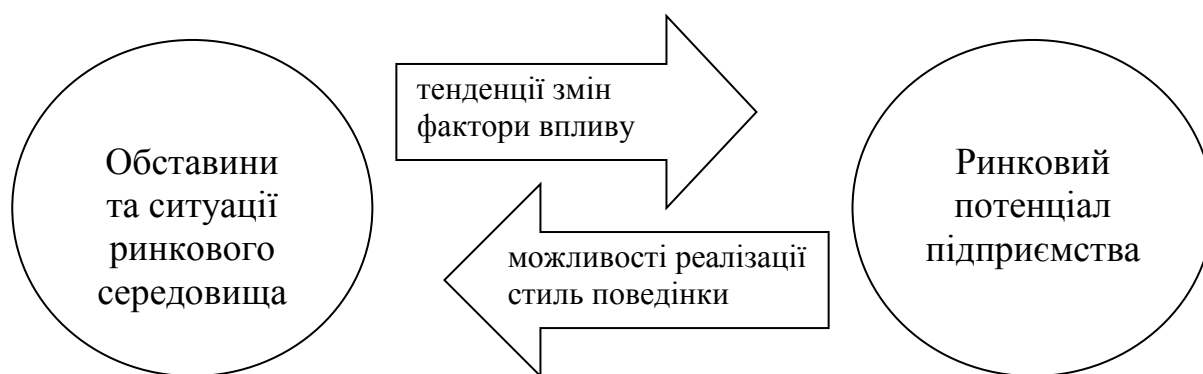 Обставини
та ситуації
ринкового
середовища
тенденції змін
фактори впливу
можливості реалізації
стиль поведінки
Ринковий
потенціал
підприємства